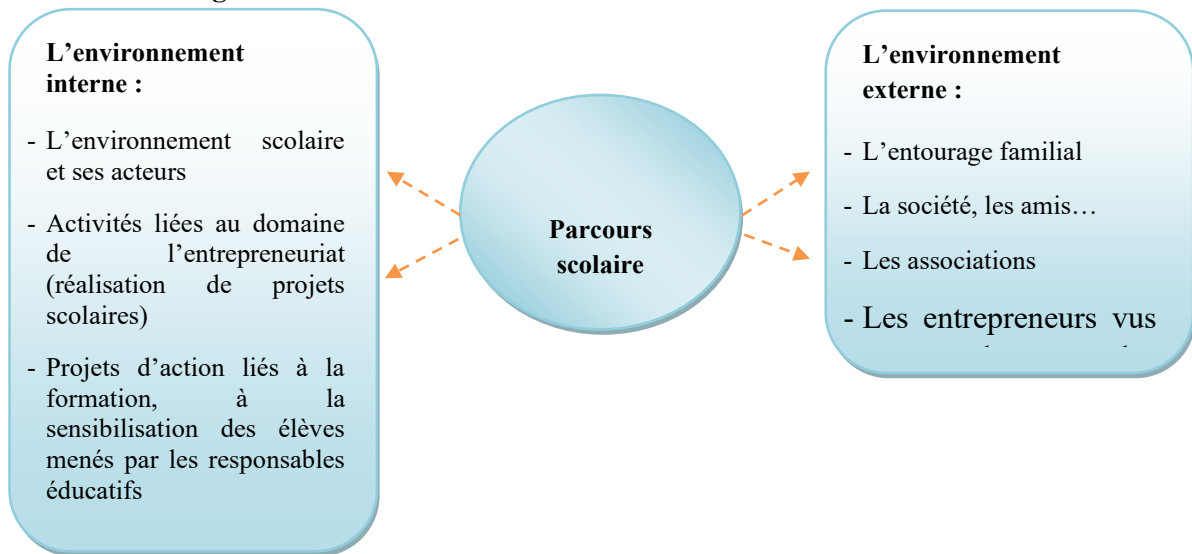 L’environnement
interne :
- L’environnement scolaire
et ses acteurs
- Activités liées au domaine
de l’entrepreneuriat
(réalisation de projets
scolaires)
- Projets d’action liés à la
formation, à la
sensibilisation des élèves
menés par les responsables
éducatifs
Parcours
scolaire
L’environnement
externe :
- L’entourage familial
- La société, les amis…
- Les associations
- Les entrepreneurs vus